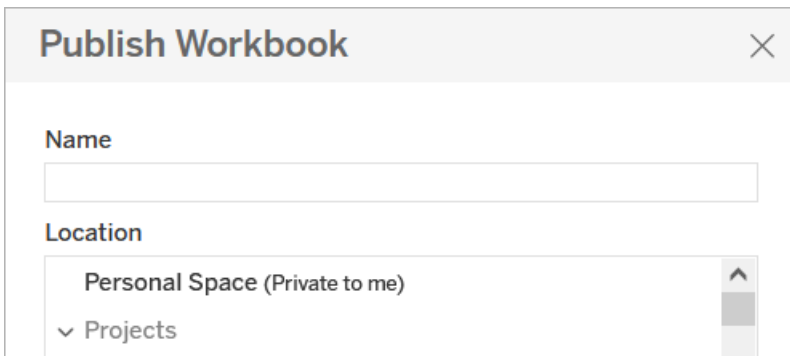 Publish Workbook
Name
Location
Personal Space (Private to me)
Projects